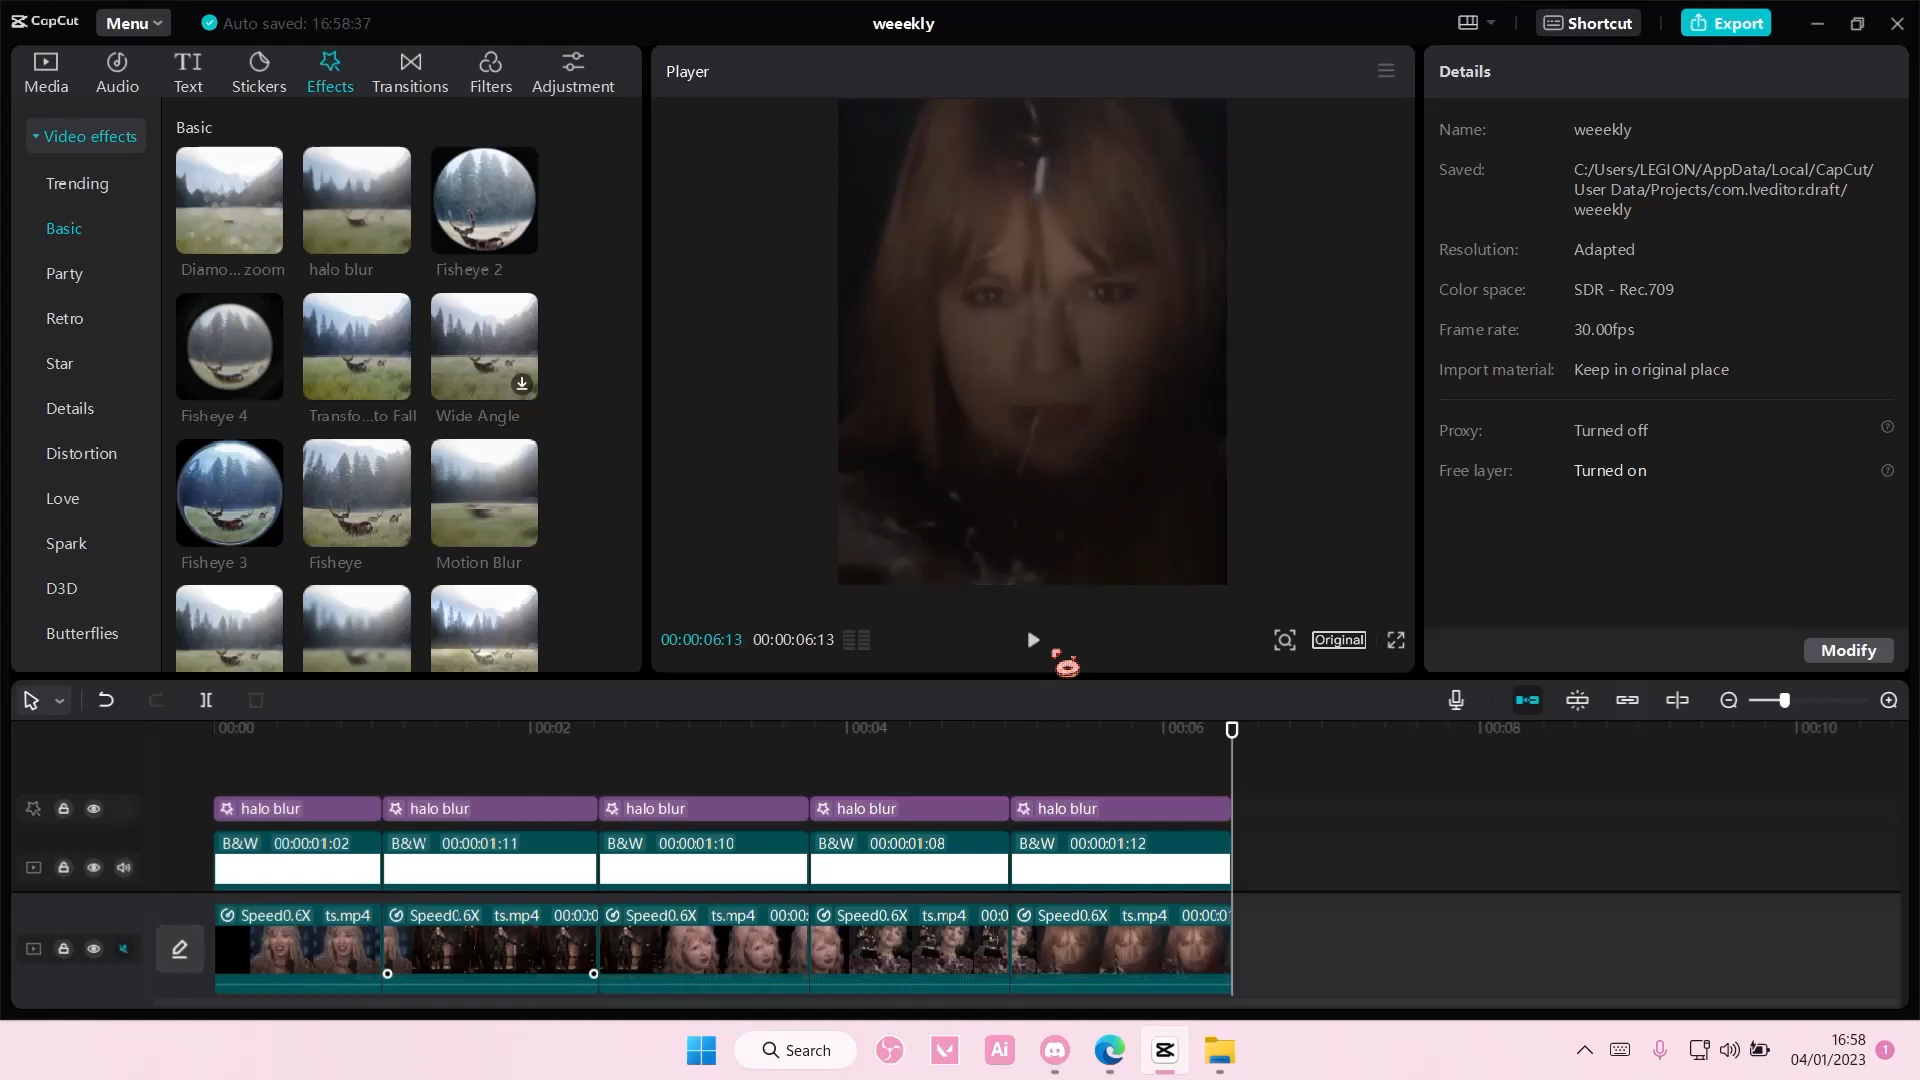 CapCut Menu Auto saved: 16:58:37 weeekly Shortcut Export
Media Audio Text Stickers Effects Transitions Filters Adjustment
Video effects
Trending
Basic
Party
Retro
Star
Details
Distortion
Love
Spark
D3D
Butterflies
Basic
Diamo... zoom halo blur Fisheye 2
Fisheye 4 Transfo...to Fall Wide Angle
Fisheye 3 Fisheye Motion Blur
Player
00:00:06:13 00:00:06:13 Original
Details
Name: weeekly
Saved: C:/Users/LEGION/AppData/Local/CapCut/
User Data/Projects/com.lveditor.draft/
weeekly
Resolution: Adapted
Color space: SDR - Rec.709
Frame rate: 30.00fps
Import material: Keep in original place
Proxy: Turned off
Free layer: Turned on
Modify
00:00 00:02 00:04 00:06 00:08 00:10
halo blur halo blur halo blur halo blur halo blur
B&W 00:00:01:02 B&W 00:00:01:11 B&W 00:00:01:10 B&W 00:00:01:08 B&W 00:00:01:12
Speed0.6X ts.mp4 Speed0.6X ts.mp4 00:00:0 Speed0.6X ts.mp4 00:00: Speed0.6X ts.mp4 00:0 Speed0.6X ts.mp4 00:00:01
Search Ai 16:58
04/01/2023 1